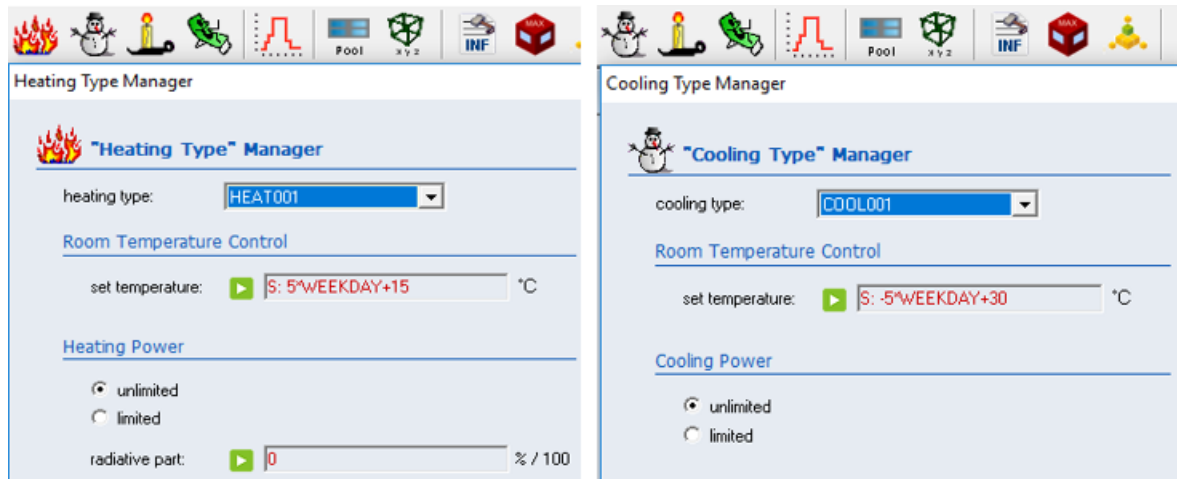 Pool
x y z
INF
MAX
Heating Type Manager
"Heating Type" Manager
heating type: HEAT001
Room Temperature Control
set temperature: S: 5*WEEKDAY+15 °C
Heating Power
unlimited
limited
radiative part: 0 % / 100
Pool
x y z
INF
MAX
Cooling Type Manager
"Cooling Type" Manager
cooling type: COOL001
Room Temperature Control
set temperature: S: -5*WEEKDAY+30 °C
Cooling Power
unlimited
limited